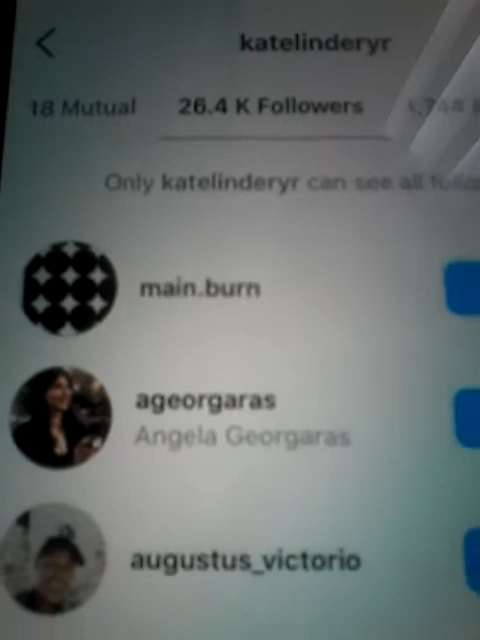 katelinderyr
18 Mutual 26.4 K Followers
Only katelinderyr can see all
main.burn
ageorgaras
Angela Georgaras
augustus_victorio